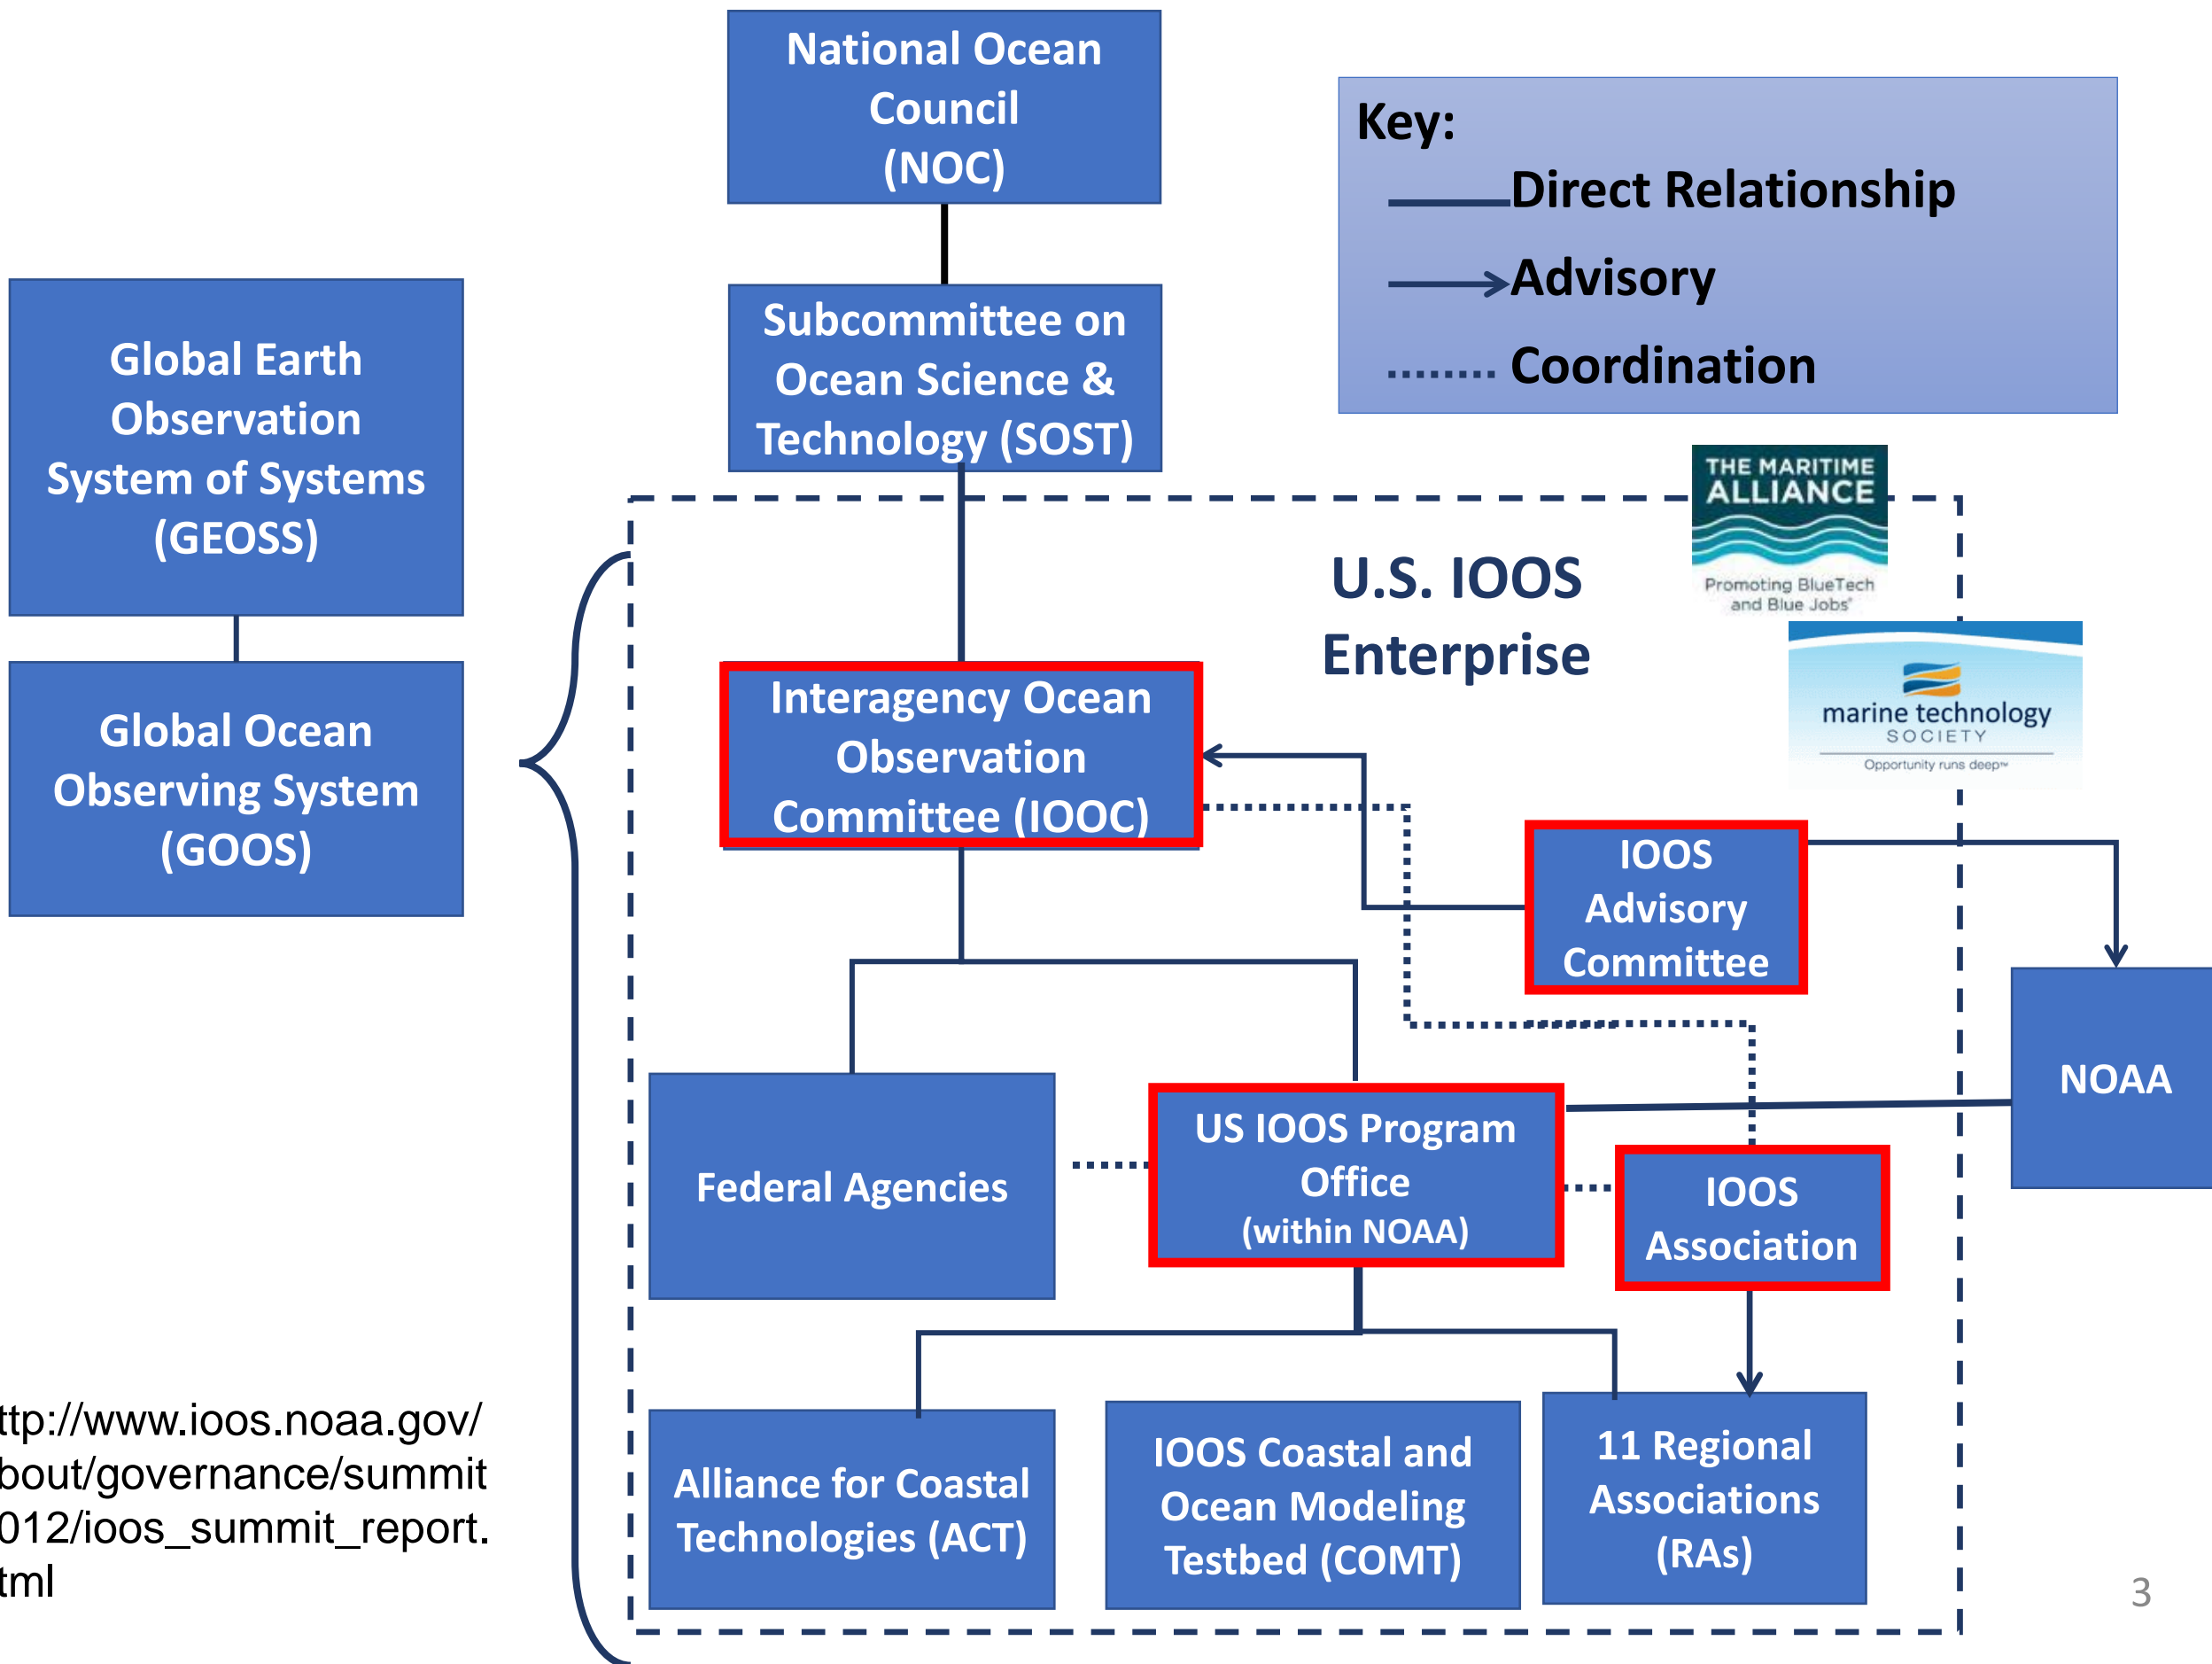 National Ocean
Council
(NOC)
Key:
Direct Relationship
Advisory
Coordination
Subcommittee on
Ocean Science &
Technology (SOST)
Global Earth
Observation
System of Systems
(GEOSS)
THE MARITIME
ALLIANCE
Promoting BlueTech
and Blue Jobs®
U.S. IOOS
Enterprise
marine technology
SOCIETY
Opportunity runs deep™
Global Ocean
Observing System
(GOOS)
Interagency Ocean
Observation
Committee (IOOC)
IOOS
Advisory
Committee
NOAA
Federal Agencies
US IOOS Program
Office
(within NOAA)
IOOS
Association
Alliance for Coastal
Technologies (ACT)
IOOS Coastal and
Ocean Modeling
Testbed (COMT)
11 Regional
Associations
(RAs)
ttp://www.ioos.noaa.gov/
bout/governance/summit
012/ioos_summit_report.
tml
3